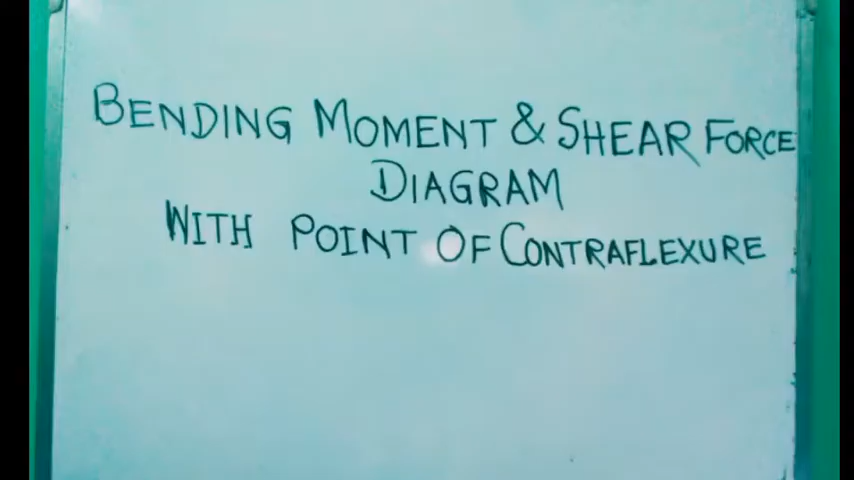 BENDING MOMENT & SHEAR FORCE
DIAGRAM
WITH POINT OF CONTRAFLEXURE